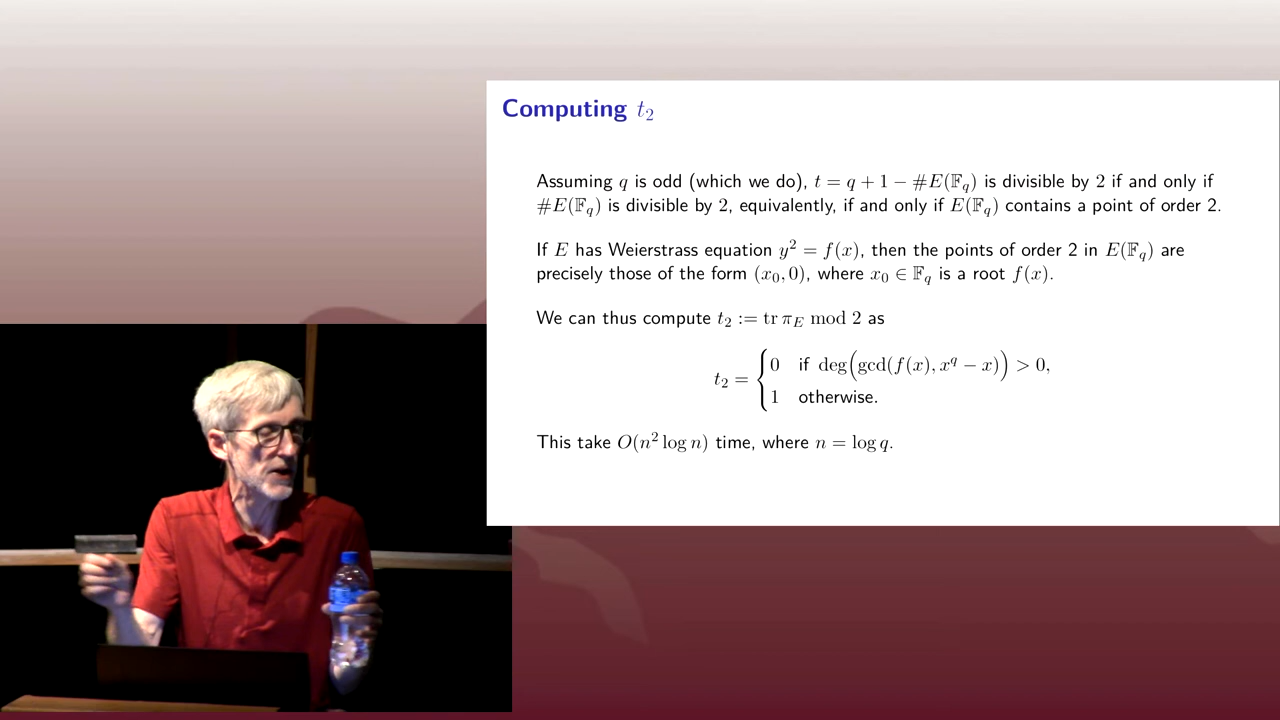 Computing t₂
Assuming q is odd (which we do), t = q + 1 − #E(𝔽_q) is divisible by 2 if and only if
#E(𝔽_q) is divisible by 2, equivalently, if and only if E(𝔽_q) contains a point of order 2.
If E has Weierstrass equation y² = f(x), then the points of order 2 in E(𝔽_q) are
precisely those of the form (x₀, 0), where x₀ ∈ 𝔽_q is a root f(x).
We can thus compute t₂ := tr π_E mod 2 as
t₂ = { 0 if deg(gcd(f(x), x^q − x)) > 0,
1 otherwise.
This take O(n² log n) time, where n = log q.